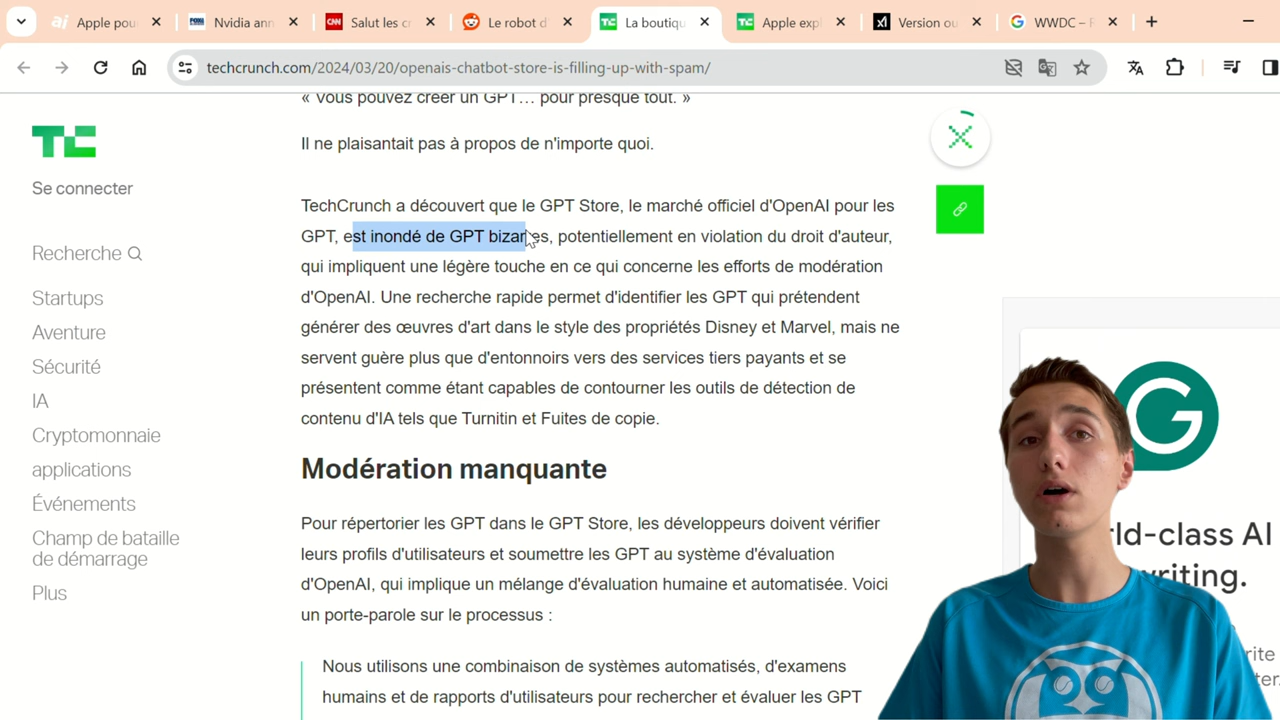 Apple pou
Nvidia ann
Salut les c
Le robot d'
La boutiqu
Apple exp
Version ou
WWDC – R
techcrunch.com/2024/03/20/openais-chatbot-store-is-filling-up-with-spam/
« Vous pouvez créer un GPT… pour presque tout. »
Il ne plaisantait pas à propos de n'importe quoi.
Se connecter
TechCrunch a découvert que le GPT Store, le marché officiel d'OpenAI pour les
GPT, est inondé de GPT bizarres, potentiellement en violation du droit d'auteur,
qui impliquent une légère touche en ce qui concerne les efforts de modération
d'OpenAI. Une recherche rapide permet d'identifier les GPT qui prétendent
générer des œuvres d'art dans le style des propriétés Disney et Marvel, mais ne
servent guère plus que d'entonnoirs vers des services tiers payants et se
présentent comme étant capables de contourner les outils de détection de
contenu d'IA tels que Turnitin et Fuites de copie.
Recherche
Startups
Aventure
Sécurité
IA
Cryptomonnaie
applications
Événements
Champ de bataille
de démarrage
Plus
Modération manquante
Pour répertorier les GPT dans le GPT Store, les développeurs doivent vérifier
leurs profils d'utilisateurs et soumettre les GPT au système d'évaluation
d'OpenAI, qui implique un mélange d'évaluation humaine et automatisée. Voici
un porte-parole sur le processus :
Nous utilisons une combinaison de systèmes automatisés, d'examens
humains et de rapports d'utilisateurs pour rechercher et évaluer les GPT
rld-class AI
writing.